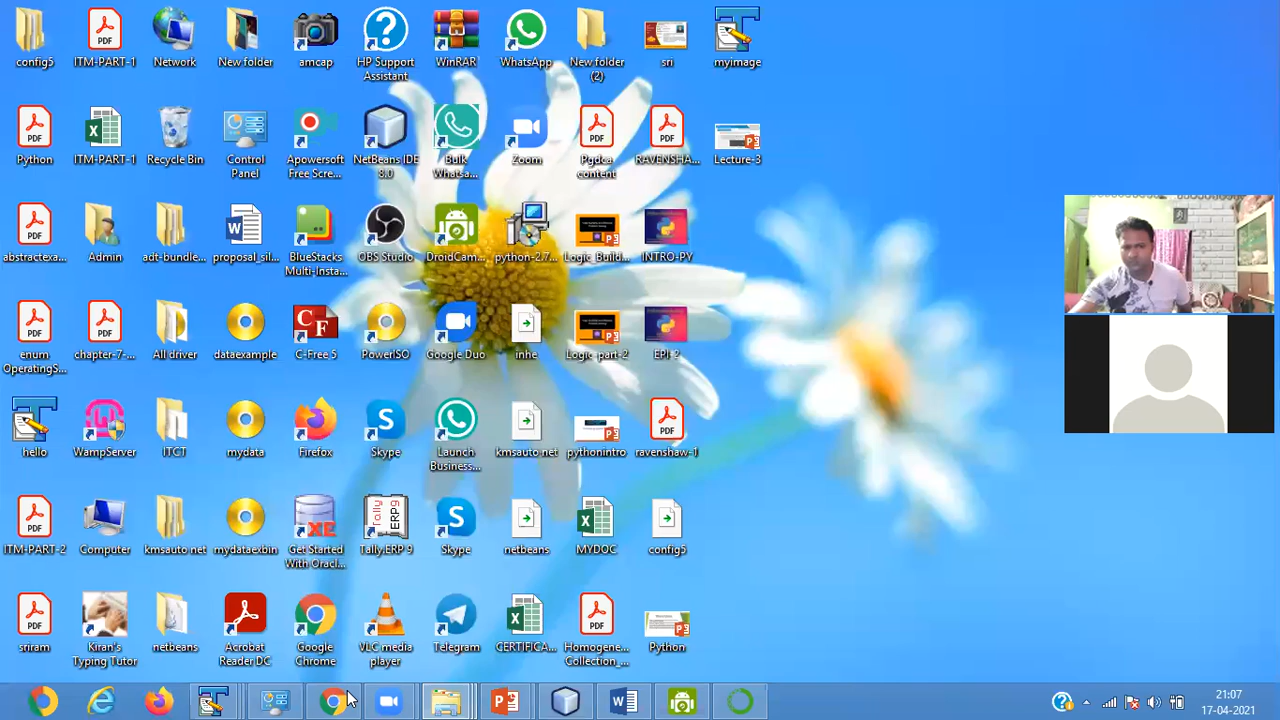 config5
ITM-PART-1
Network
New folder
amcap
HP Support
Assistant
WinRAR
WhatsApp
New folder
(2)
sri
myimage
Python
ITM-PART-1
Recycle Bin
Control
Panel
Apowersoft
Free Scre...
NetBeans IDE
8.0
Bulk
Whatsa...
Zoom
Pgdca
content
RAVENSHA...
Lecture-3
abstractexa...
Admin
adt-bundle...
proposal_sil...
BlueStacks
Multi-Insta...
OBS Studio
DroidCam...
python-2.7...
Logic_Build...
INTRO-PY
enum
OperatingS...
chapter-7-...
All driver
dataexample
C-Free 5
PowerISO
Google Duo
inhe
Logic-part-2
EPI-2
hello
WampServer
ITCT
mydata
Firefox
Skype
Launch
Business...
kmsauto net
pythonintro
ravenshaw-1
ITM-PART-2
Computer
kmsauto net
mydataexbin
Get Started
With Oracl...
Tally.ERP 9
Skype
netbeans
MYDOC
config5
sriram
Kiran's
Typing Tutor
netbeans
Acrobat
Reader DC
Google
Chrome
VLC media
player
Telegram
CERTIFICA...
Homogene...
Collection_...
Python
21:07
17-04-2021